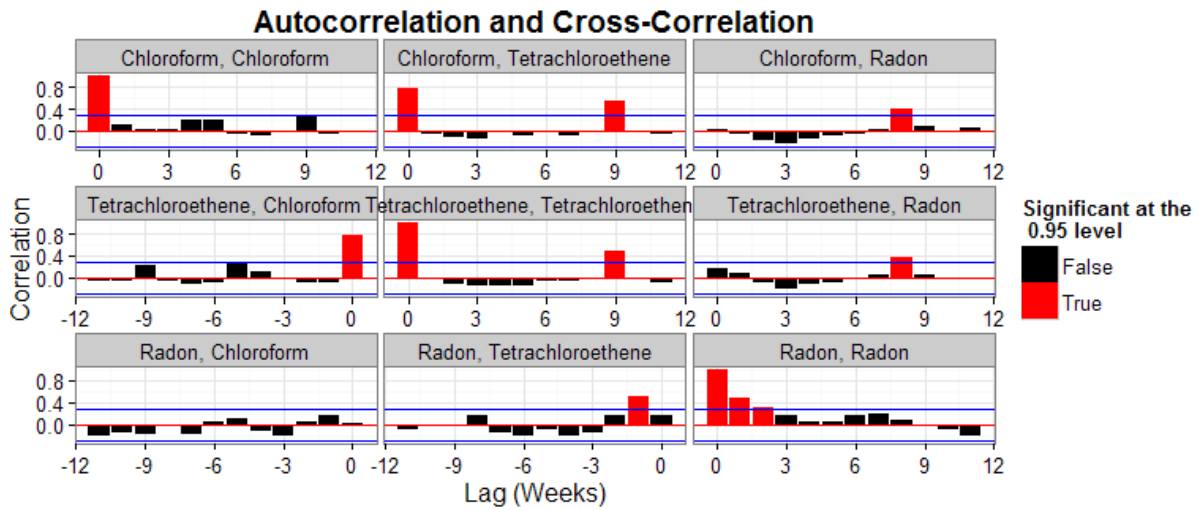 Autocorrelation and Cross-Correlation
Chloroform, Chloroform
Chloroform, Tetrachloroethene
Chloroform, Radon
0.8
0.4
0.0
0 3 6 9 12
0 3 6 9 12
0 3 6 9 12
Tetrachloroethene, Chloroform
Tetrachloroethene, Tetrachloroethen
Tetrachloroethene, Radon
0.8
0.4
0.0
-12 -9 -6 -3 0
0 3 6 9 12
0 3 6 9 12
Radon, Chloroform
Radon, Tetrachloroethene
Radon, Radon
0.8
0.4
0.0
-12 -9 -6 -3 0
-12 -9 -6 -3 0
0 3 6 9 12
Correlation
Lag (Weeks)
Significant at the
0.95 level
False
True